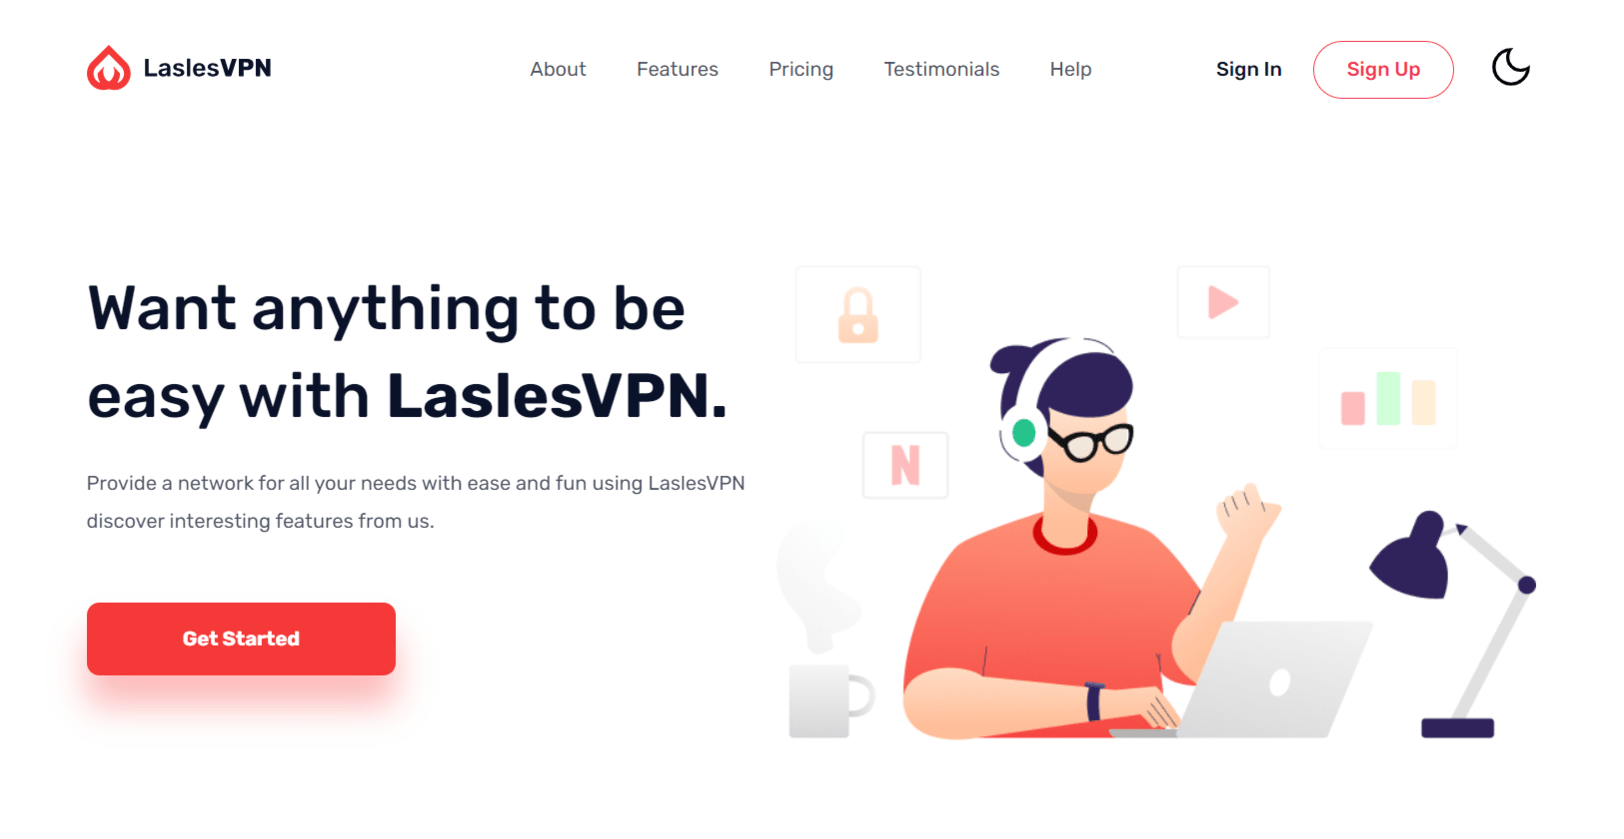 LaslesVPN
About
Features
Pricing
Testimonials
Help
Sign In
Sign Up
Want anything to be
easy with LaslesVPN.
Provide a network for all your needs with ease and fun using LaslesVPN
discover interesting features from us.
Get Started
N